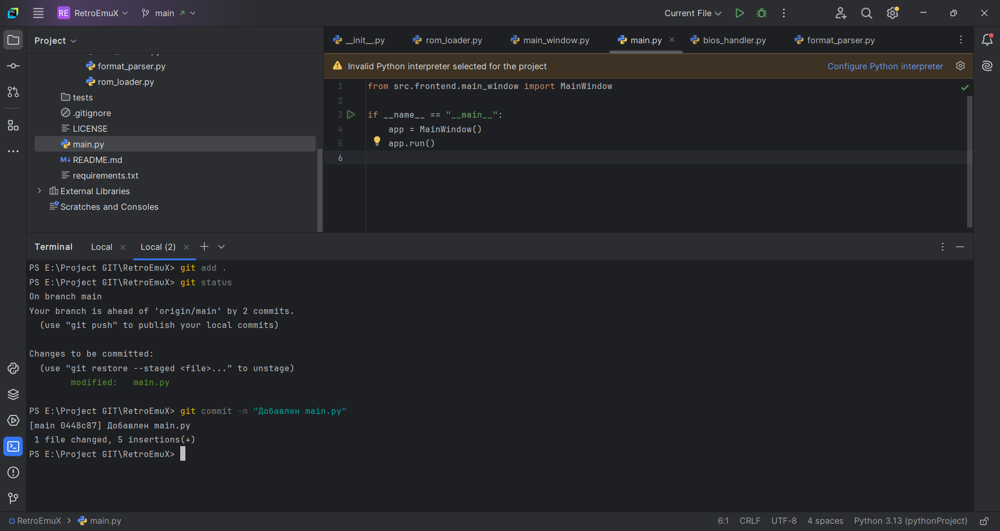 RE RetroEmuX main Current File
Project
format_parser.py
rom_loader.py
tests
.gitignore
LICENSE
main.py
README.md
requirements.txt
External Libraries
Scratches and Consoles
__init__.py rom_loader.py main_window.py main.py bios_handler.py format_parser.py
Invalid Python interpreter selected for the project Configure Python interpreter
1 from src.frontend.main_window import MainWindow
2
3 if __name__ == "__main__":
4 app = MainWindow()
5 app.run()
6
Terminal Local Local (2)
PS E:\Project GIT\RetroEmuX> git add .
PS E:\Project GIT\RetroEmuX> git status
On branch main
Your branch is ahead of 'origin/main' by 2 commits.
(use "git push" to publish your local commits)
Changes to be committed:
(use "git restore --staged <file>..." to unstage)
modified: main.py
PS E:\Project GIT\RetroEmuX> git commit -m "Добавлен main.py"
[main 0448c87] Добавлен main.py
1 file changed, 5 insertions(+)
PS E:\Project GIT\RetroEmuX>
RetroEmuX > main.py 6:1 CRLF UTF-8 4 spaces Python 3.13 (pythonProject)